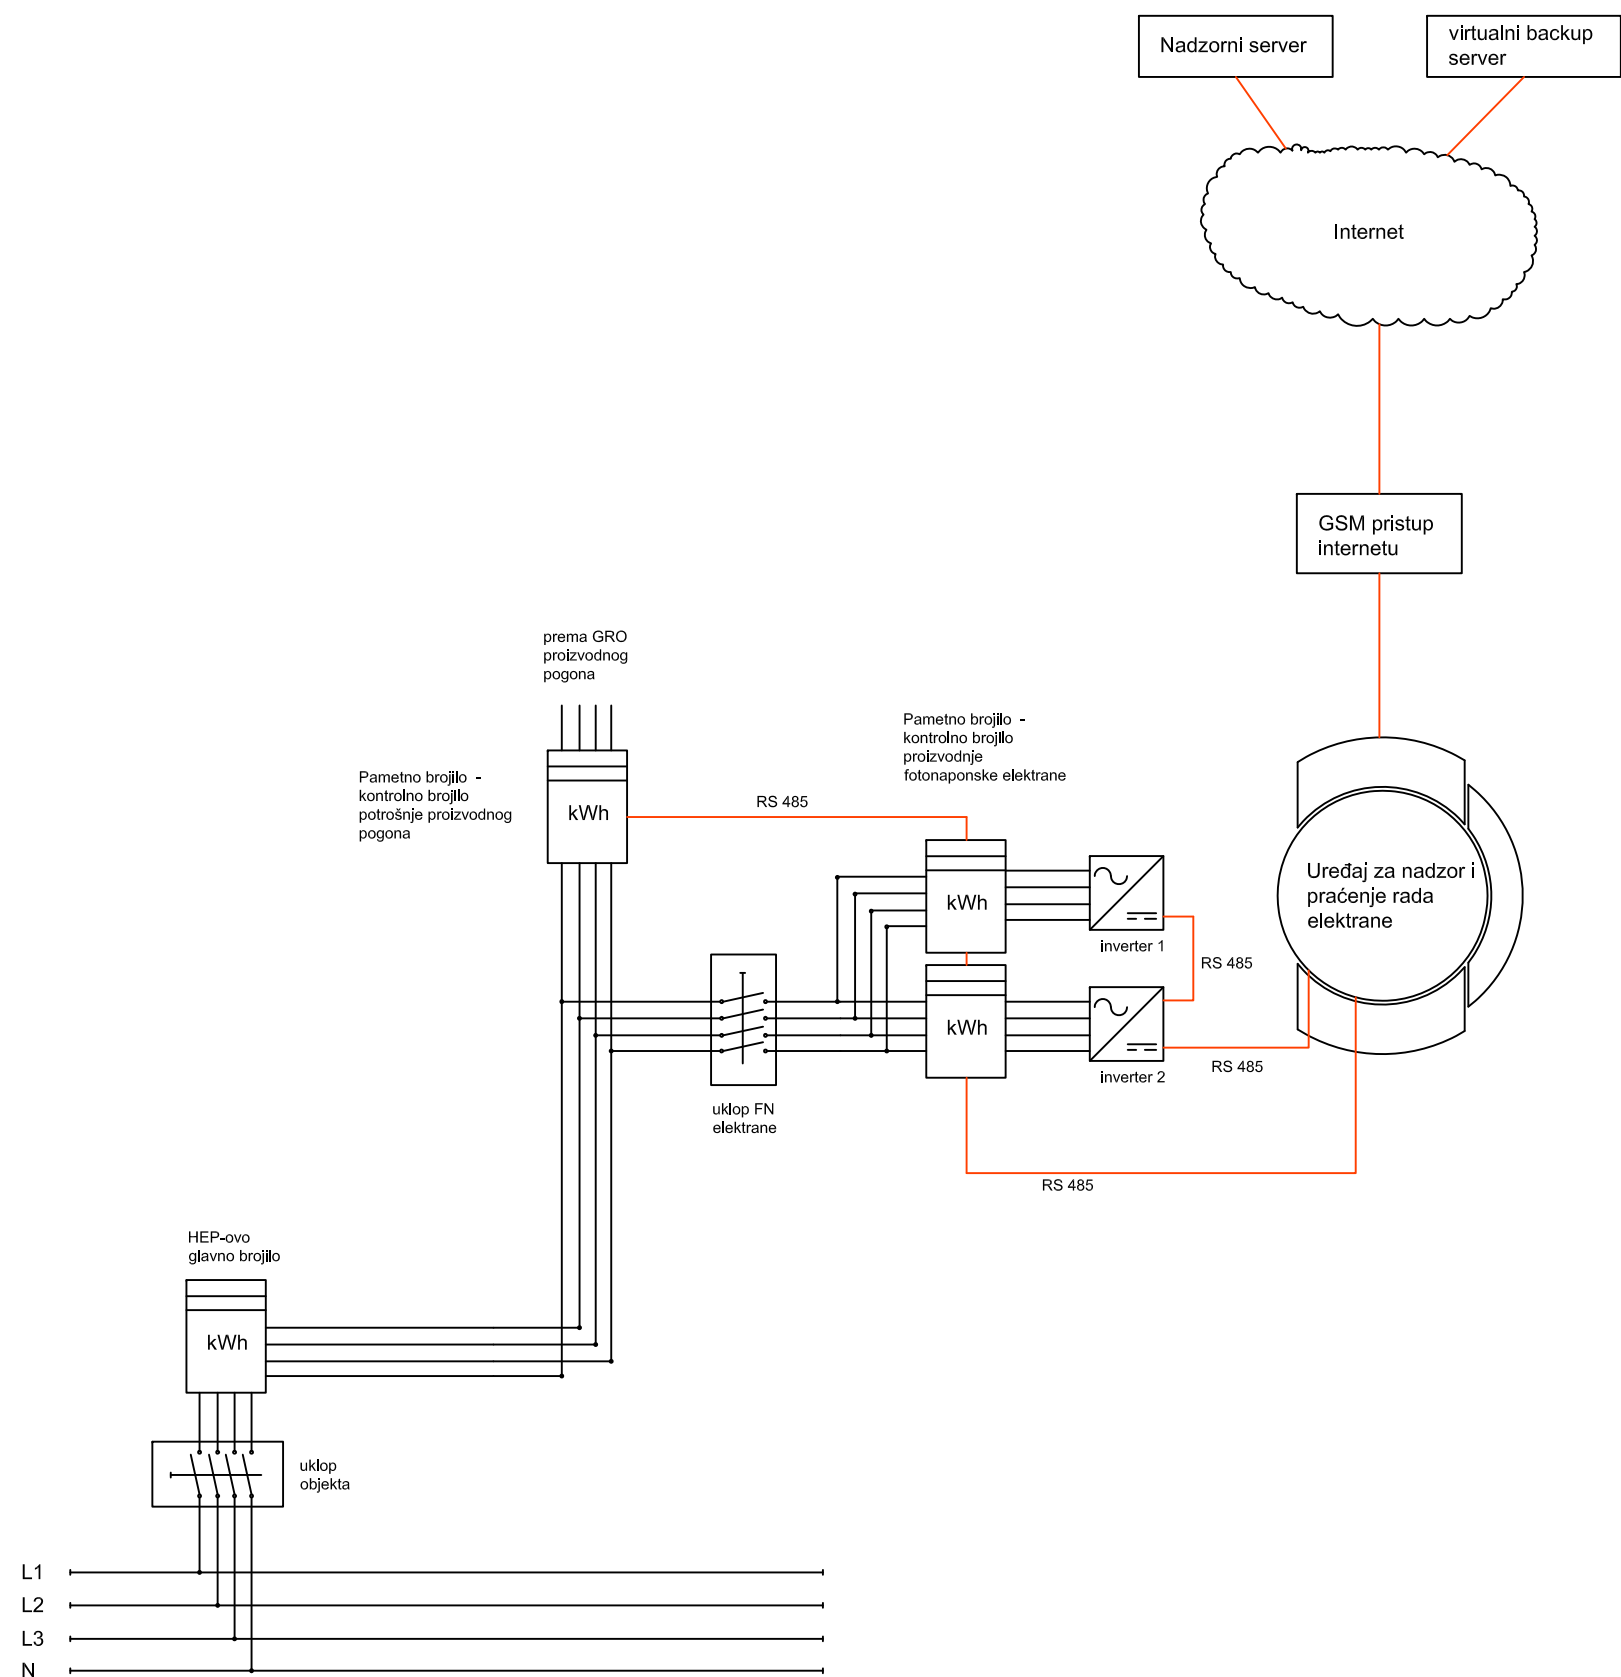 Nadzorni server
virtualni backup
server
Internet
GSM pristup
internetu
prema GRO
proizvodnog
pogona
Pametno brojilo -
kontrolno brojilo
proizvodnje
fotonaponske elektrane
Pametno brojilo -
kontrolno brojilo
potrošnje proizvodnog
pogona
kWh
RS 485
kWh
inverter 1
RS 485
Uređaj za nadzor i
praćenje rada
elektrane
kWh
inverter 2
RS 485
uklop FN
elektrane
RS 485
HEP-ovo
glavno brojilo
kWh
uklop
objekta
L1
L2
L3
N